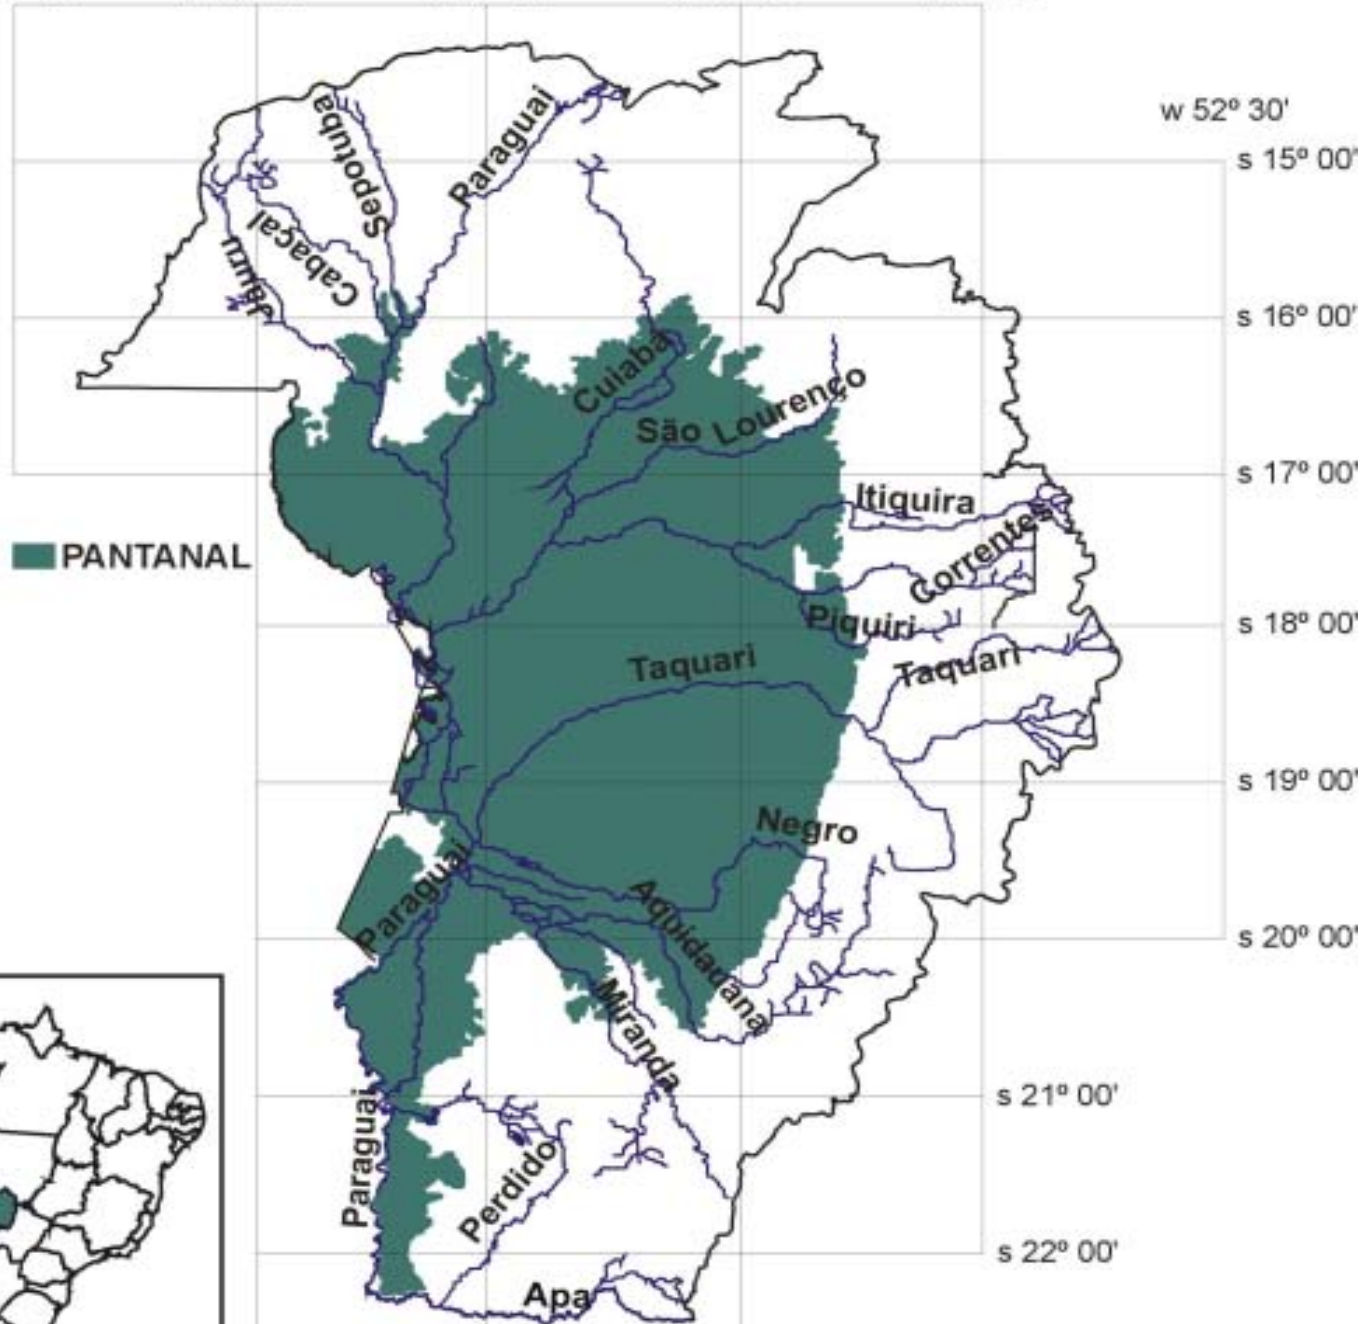 w 52º 30'
s 15º 00'
Sepotuba
Paraguai
Cabaçal
Jauru
s 16º 00'
Cuiabá
São Lourenço
s 17º 00'
Itiquira
Correntes
PANTANAL
Piquiri
s 18º 00'
Taquari
Taquari
s 19º 00'
Negro
Paraguai
Aquidauana
s 20º 00'
Miranda
s 21º 00'
Paraguai
Perdido
s 22º 00'
Apa